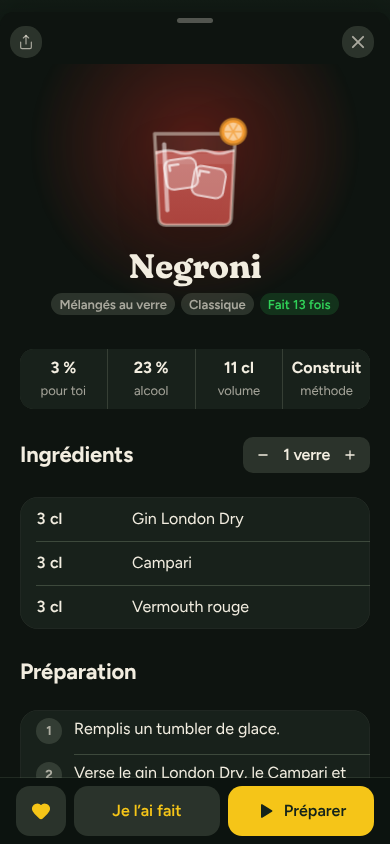 Negroni
Mélangés au verre Classique Fait 13 fois
3 % 23 % 11 cl Construit
pour toi alcool volume méthode
Ingrédients − 1 verre +
3 cl Gin London Dry
3 cl Campari
3 cl Vermouth rouge
Préparation
1 Remplis un tumbler de glace.
2 Verse le gin London Dry, le Campari et
Je l’ai fait Préparer